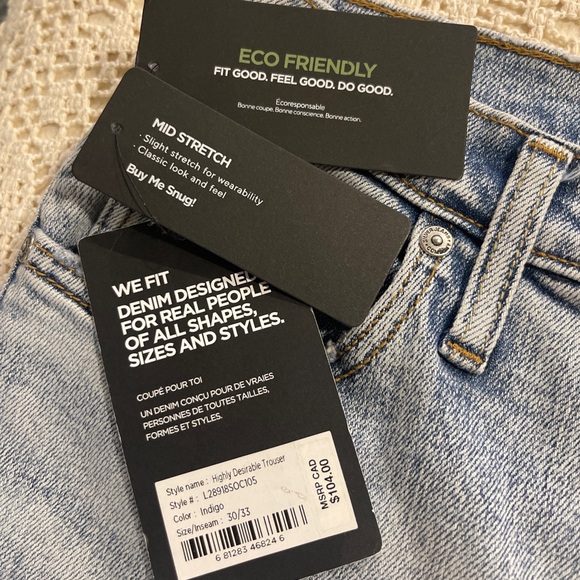 ECO FRIENDLY
FIT GOOD. FEEL GOOD. DO GOOD.
Écoresponsable
Bonne coupe. Bonne conscience. Bonne action.
MID STRETCH
· Slight stretch for wearability
· Classic look and feel
Buy Me Snug!
WE FIT
DENIM DESIGNED
FOR REAL PEOPLE
OF ALL SHAPES,
SIZES AND STYLES.
COUPÉ POUR TOI
UN DENIM CONÇU POUR DE VRAIES
PERSONNES DE TOUTES TAILLES,
FORMES ET STYLES.
Style name : Highly Desirable Trouser
Style # : L28918SOC105
Color : Indigo
Size/Inseam : 30/33
6 81283 46824 6
MSRP CAD
$104.00